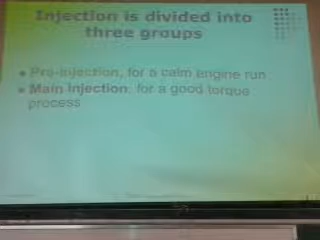 Injection is divided into
three groups
Pre-injection, for a calm engine run
Main injection, for a good torque
process